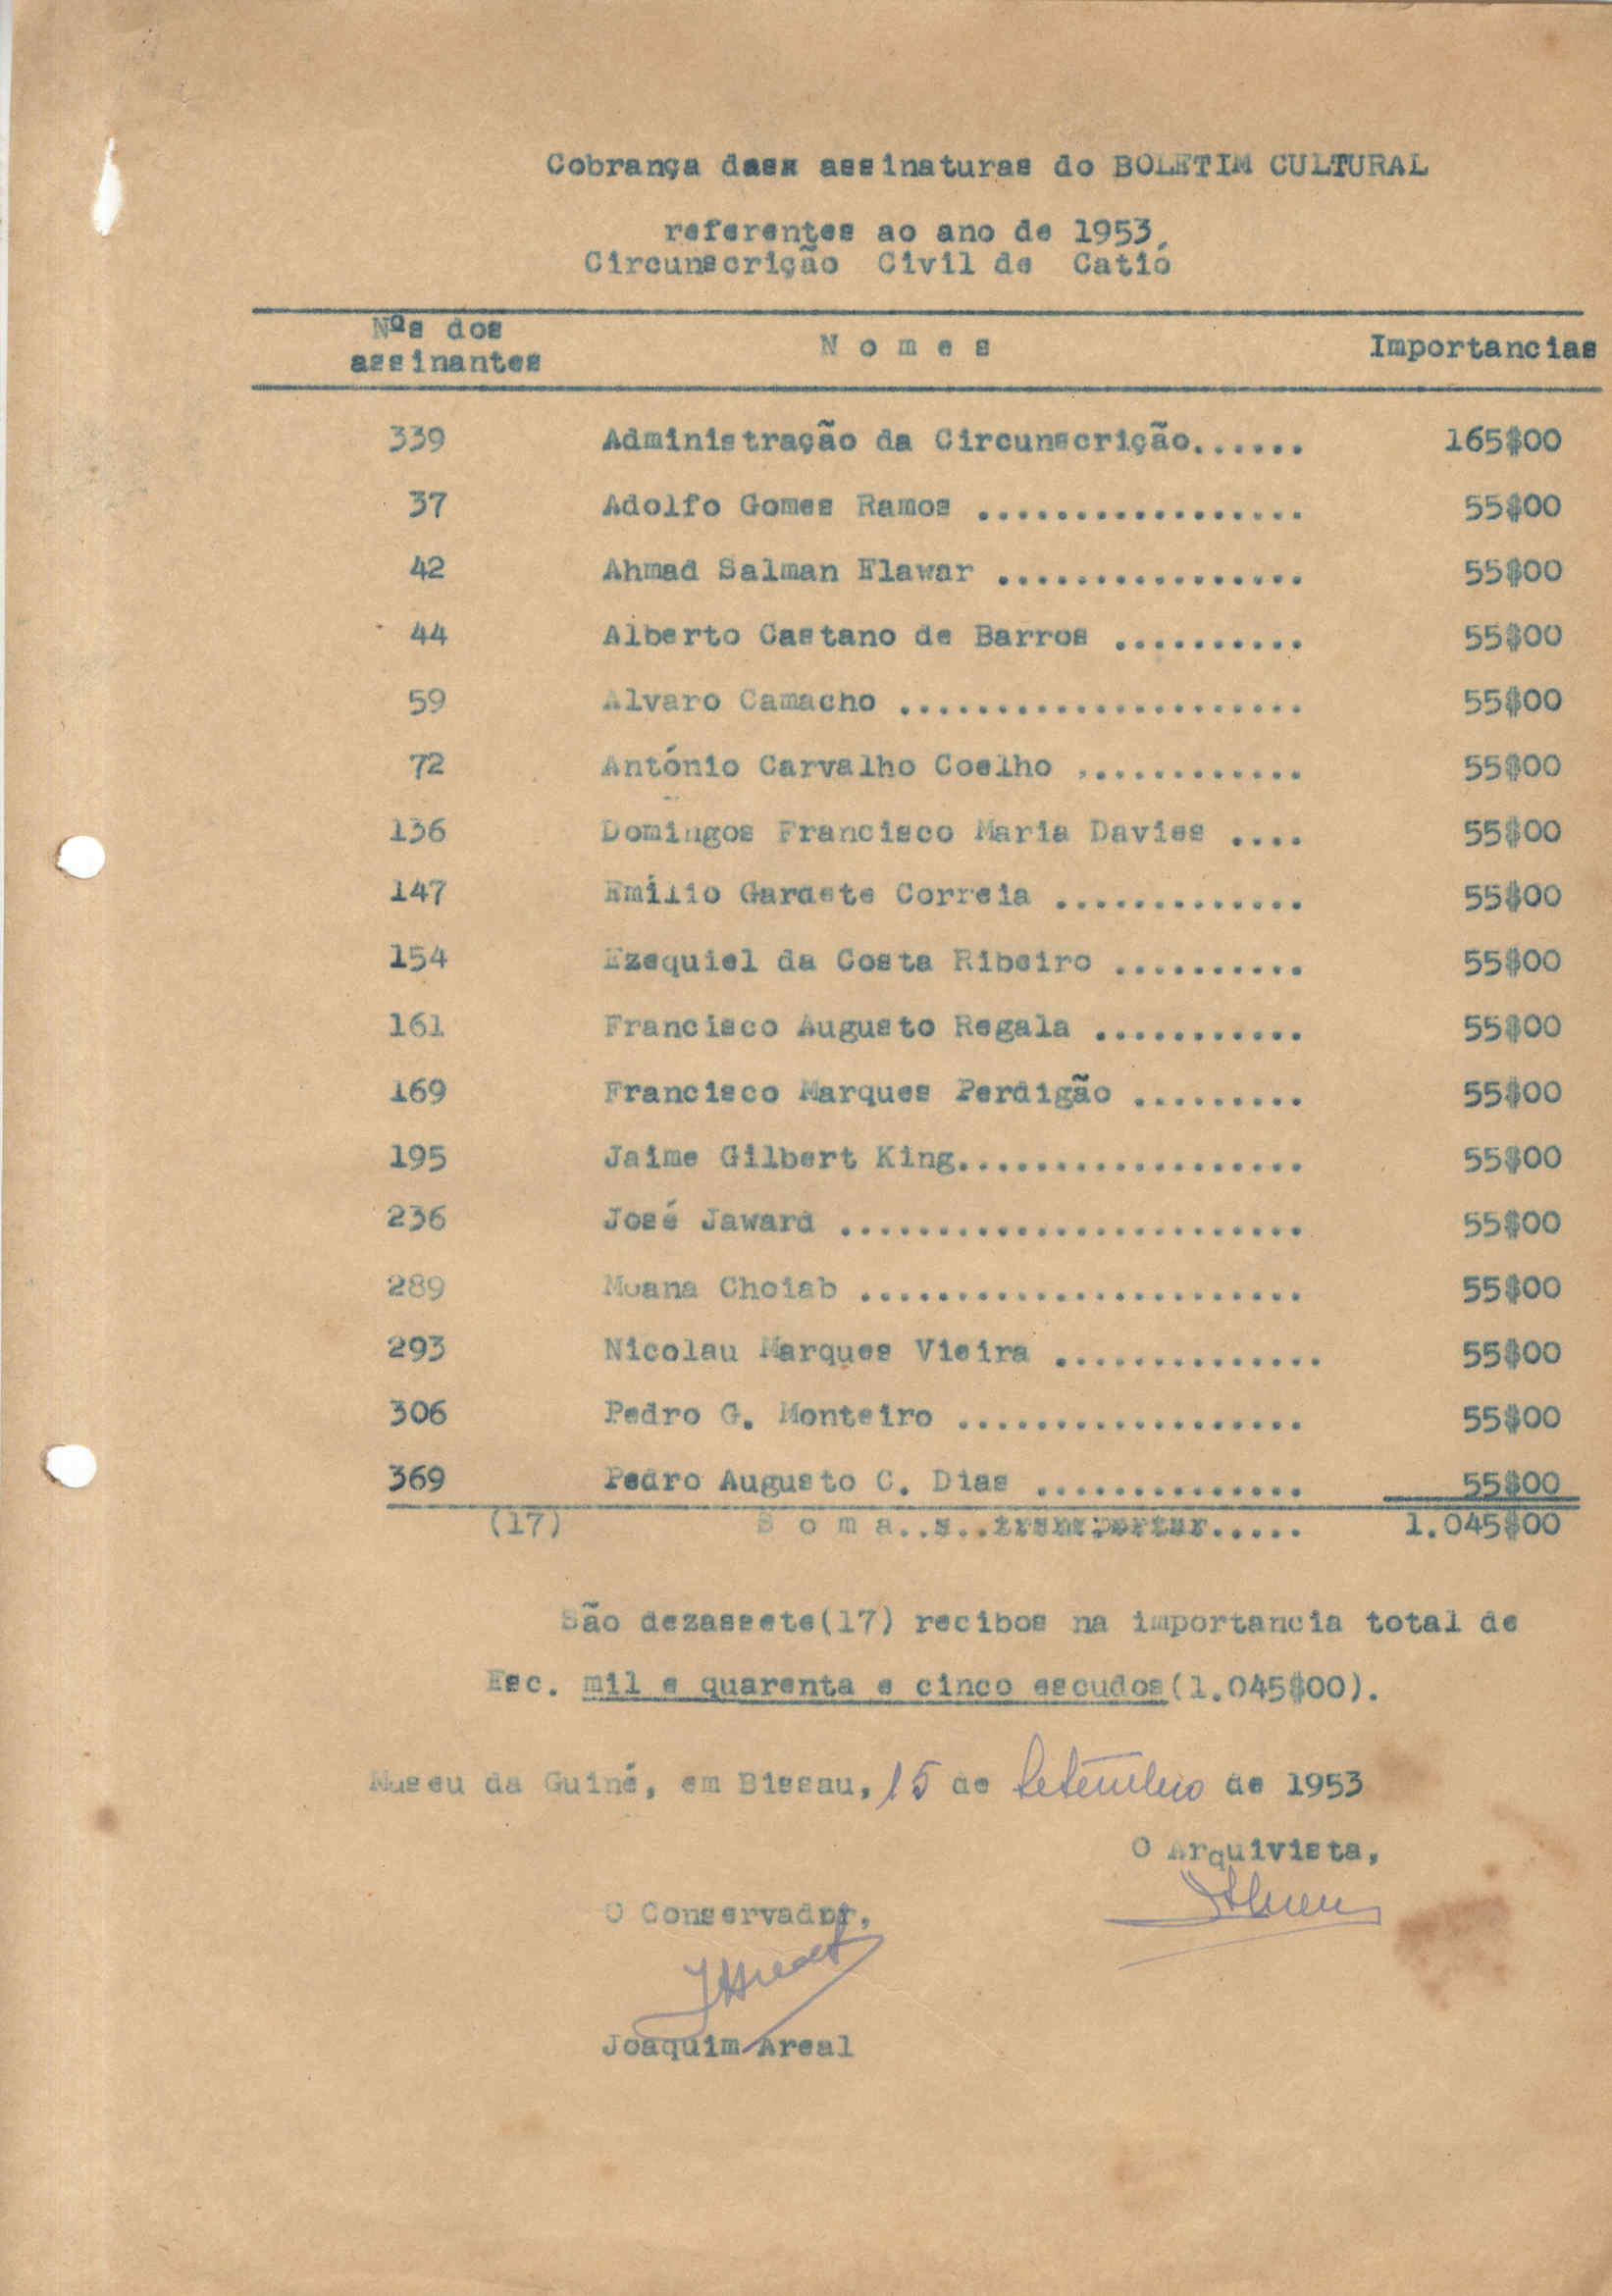 Cobrança das assinaturas do BOLETIM CULTURAL
referentes ao ano de 1953,
Circunscrição Civil de Catió
Nºs dos assinantes Nomes Importancias
339 Administração da Circunscrição...... 165$00
37 Adolfo Gomes Ramos ................. 55$00
42 Ahmad Salman Elawar ................ 55$00
44 Alberto Caetano de Barros .......... 55$00
59 Alvaro Camacho ..................... 55$00
72 António Carvalho Coelho ............ 55$00
136 Domingos Francisco Maria Davies .... 55$00
147 Emílio Gardete Correia ............. 55$00
154 Ezequiel da Costa Ribeiro .......... 55$00
161 Francisco Augusto Regala ........... 55$00
169 Francisco Marques Perdigão ......... 55$00
195 Jaime Gilbert King.................. 55$00
236 José Jaward ........................ 55$00
289 Moana Choiab ....................... 55$00
293 Nicolau Marques Vieira .............. 55$00
306 Pedro G. Monteiro .................. 55$00
369 Pedro Augusto C. Dias .............. 55$00
(17) Soma..a..transportar..... 1.045$00
São dezassete(17) recibos na importancia total de
Esc. mil e quarenta e cinco escudos(1.045$00).
Museu da Guiné, em Bissau, 15 de Setembro de 1953
O Arquivista,
O Conservador,
Joaquim Areal